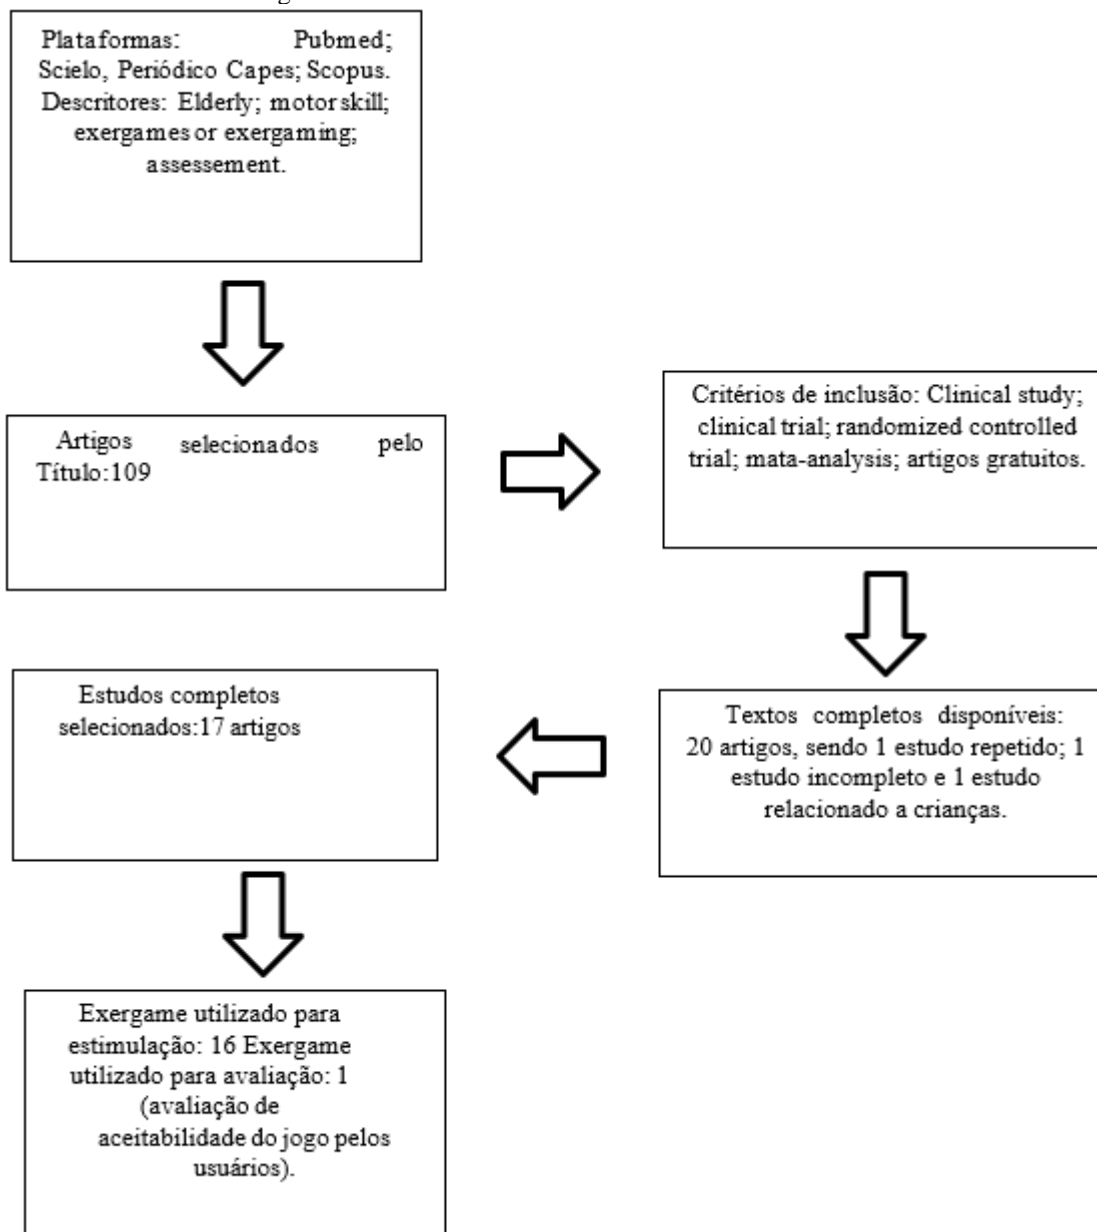 Plataformas: Pubmed;
Scielo, Periódico Capes; Scopus.
Descritores: Elderly; motor skill;
exergames or exergaming;
assessement.
Artigos selecionados pelo
Título:109
Critérios de inclusão: Clinical study;
clinical trial; randomized controlled
trial; mata-analysis; artigos gratuitos.
Textos completos disponíveis:
20 artigos, sendo 1 estudo repetido; 1
estudo incompleto e 1 estudo
relacionado a crianças.
Estudos completos
selecionados:17 artigos
Exergame utilizado para
estimulação: 16 Exergame
utilizado para avaliação: 1
(avaliação de
aceitabilidade do jogo pelos
usuários).